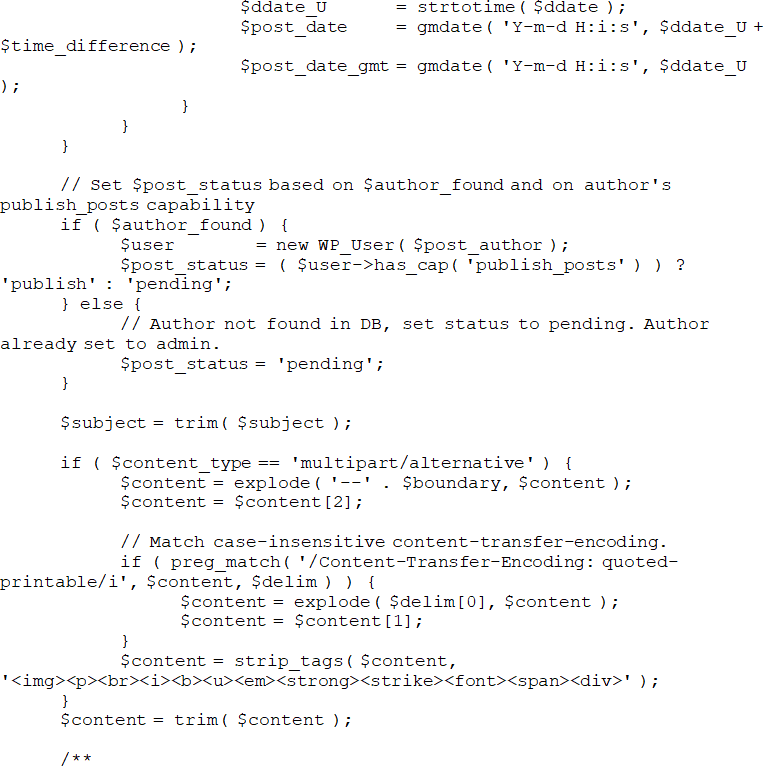 $ddate_U       = strtotime( $ddate );
$post_date     = gmdate( 'Y-m-d H:i:s', $ddate_U +
$time_difference );
$post_date_gmt = gmdate( 'Y-m-d H:i:s', $ddate_U
);
}
}
}
// Set $post_status based on $author_found and on author's
publish_posts capability
if ( $author_found ) {
$user        = new WP_User( $post_author );
$post_status = ( $user->has_cap( 'publish_posts' ) ) ?
'publish' : 'pending';
} else {
// Author not found in DB, set status to pending. Author
already set to admin.
$post_status = 'pending';
}
$subject = trim( $subject );
if ( $content_type == 'multipart/alternative' ) {
$content = explode( '--' . $boundary, $content );
$content = $content[2];
// Match case-insensitive content-transfer-encoding.
if ( preg_match( '/Content-Transfer-Encoding: quoted-
printable/i', $content, $delim ) ) {
$content = explode( $delim[0], $content );
$content = $content[1];
}
$content = strip_tags( $content,
'<img><p><br><i><b><u><em><strong><strike><font><span><div>' );
}
$content = trim( $content );
/**